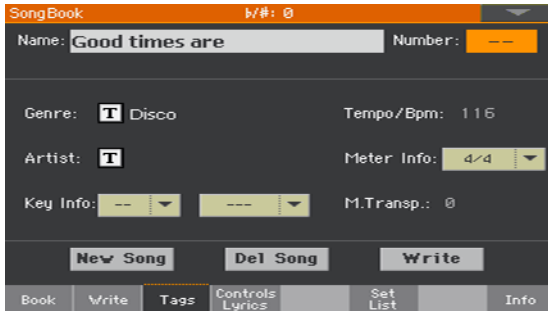 SongBook ♭/#: 0
Name: Good times are Number: --
Genre: T Disco Tempo/Bpm: 116
Artist: T Meter Info: 4/4
Key Info: -- --- M.Transp.: 0
New Song Del Song Write
Book Write Tags Controls Lyrics Set List Info